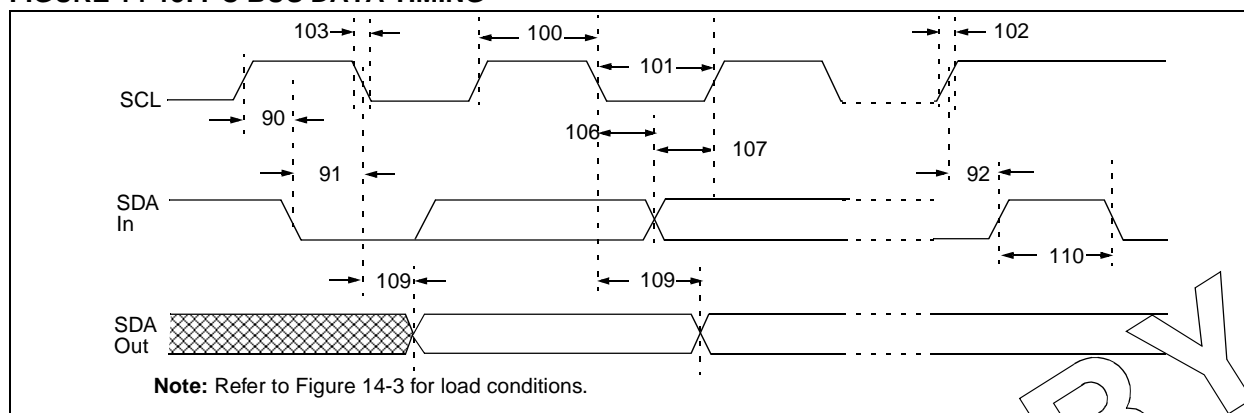 103
100
102
101
SCL
90
106
107
91
92
SDA
In
109
109
110
SDA
Out
Note: Refer to Figure 14-3 for load conditions.
B Y